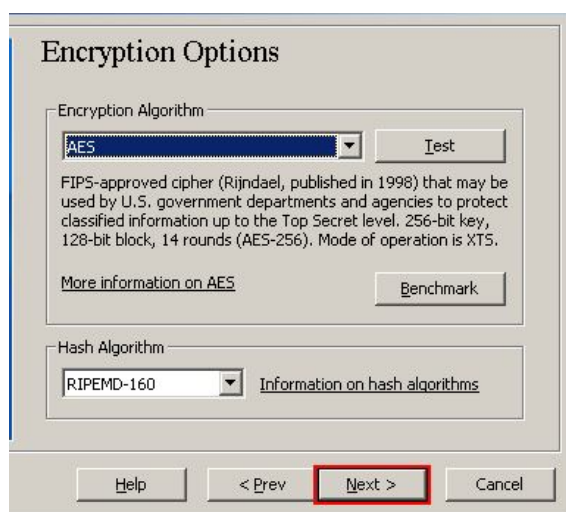 Encryption Options
Encryption Algorithm
AES
Test
FIPS-approved cipher (Rijndael, published in 1998) that may be
used by U.S. government departments and agencies to protect
classified information up to the Top Secret level. 256-bit key,
128-bit block, 14 rounds (AES-256). Mode of operation is XTS.
More information on AES
Benchmark
Hash Algorithm
RIPEMD-160
Information on hash algorithms
Help
< Prev
Next >
Cancel